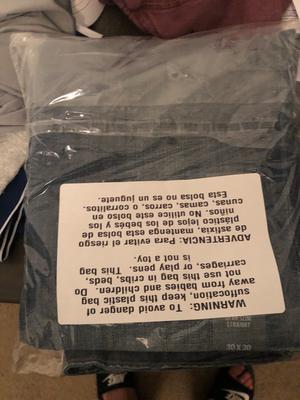 WARNING: To avoid danger of
suffocation, keep this plastic bag
away from babies and children. Do
not use this bag in cribs, beds,
carriages, or play pens. This bag
is not a toy.
ADVERTENCIA: Para evitar el riesgo
de asfixia, mantenga esta bolsa de
plástico lejos de los bebés y los
niños. No utilice este bolso en
cunas, camas, carros, o corralitos.
Esta bolsa no es un juguete.
STRAIGHT
30 X 30